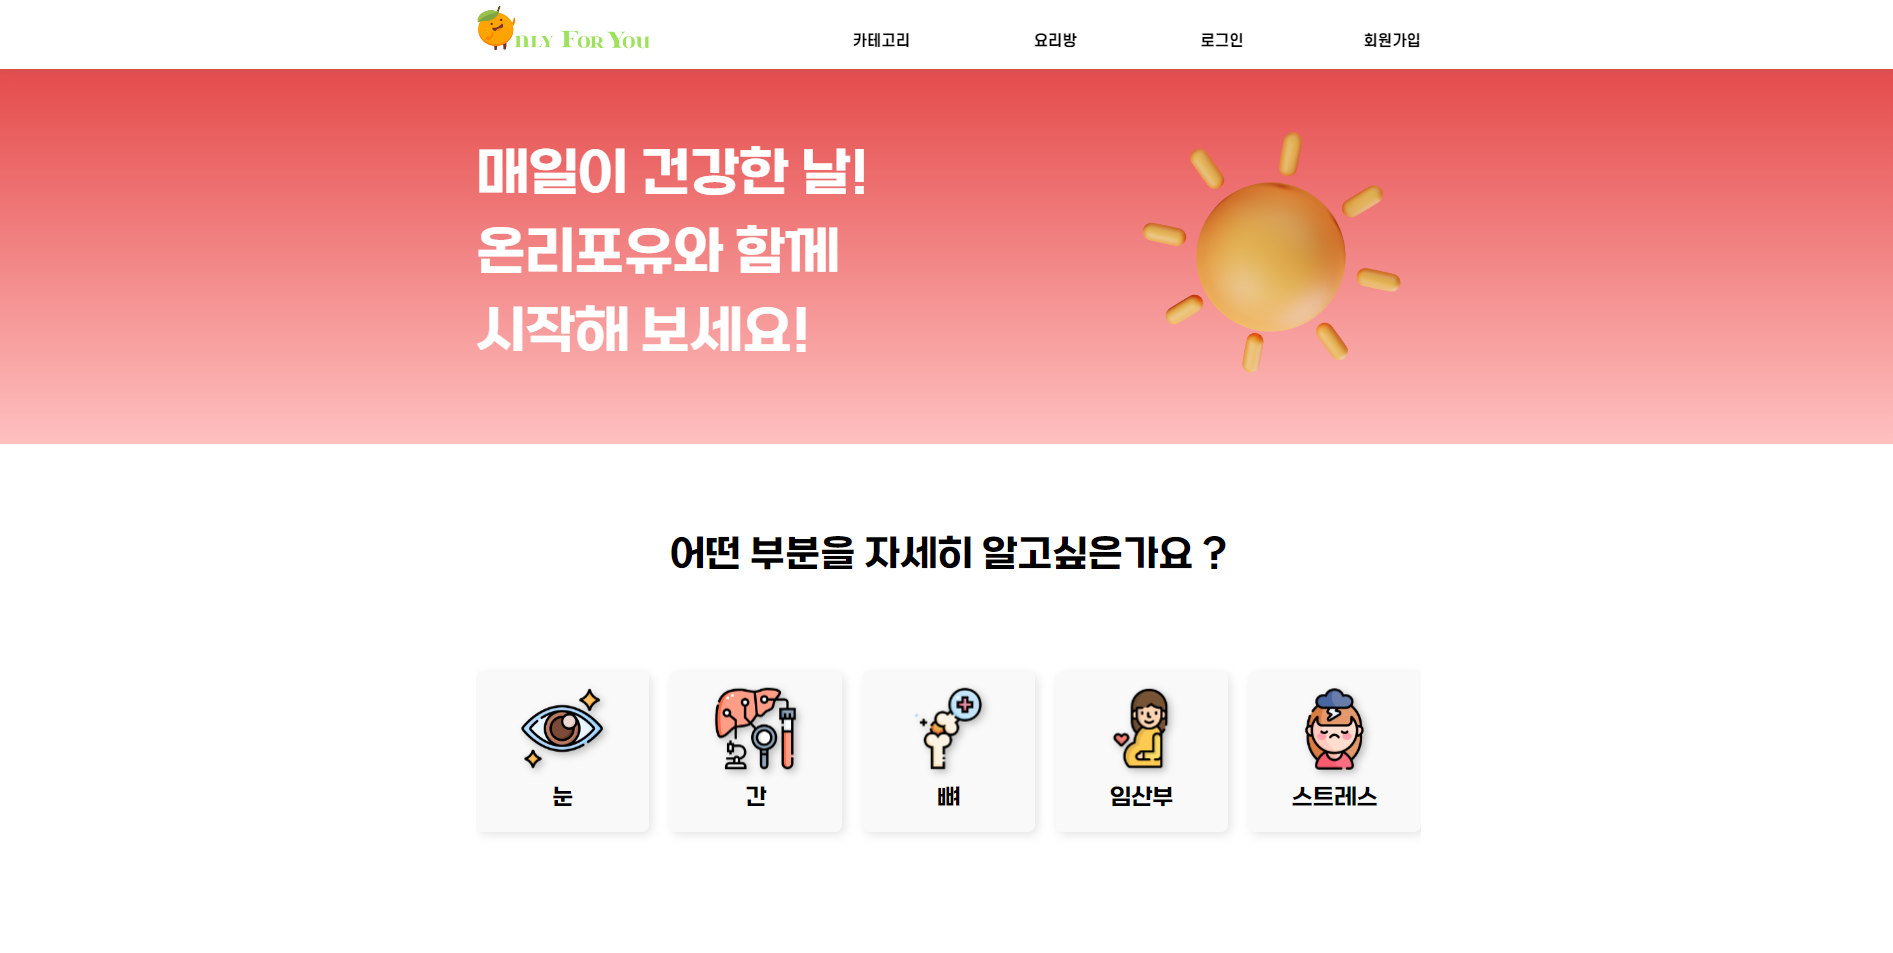 nly For You
카테고리
요리방
로그인
회원가입
매일이 건강한 날!
온리포유와 함께
시작해 보세요!
어떤 부분을 자세히 알고싶은가요 ?
눈
간
뼈
임산부
스트레스